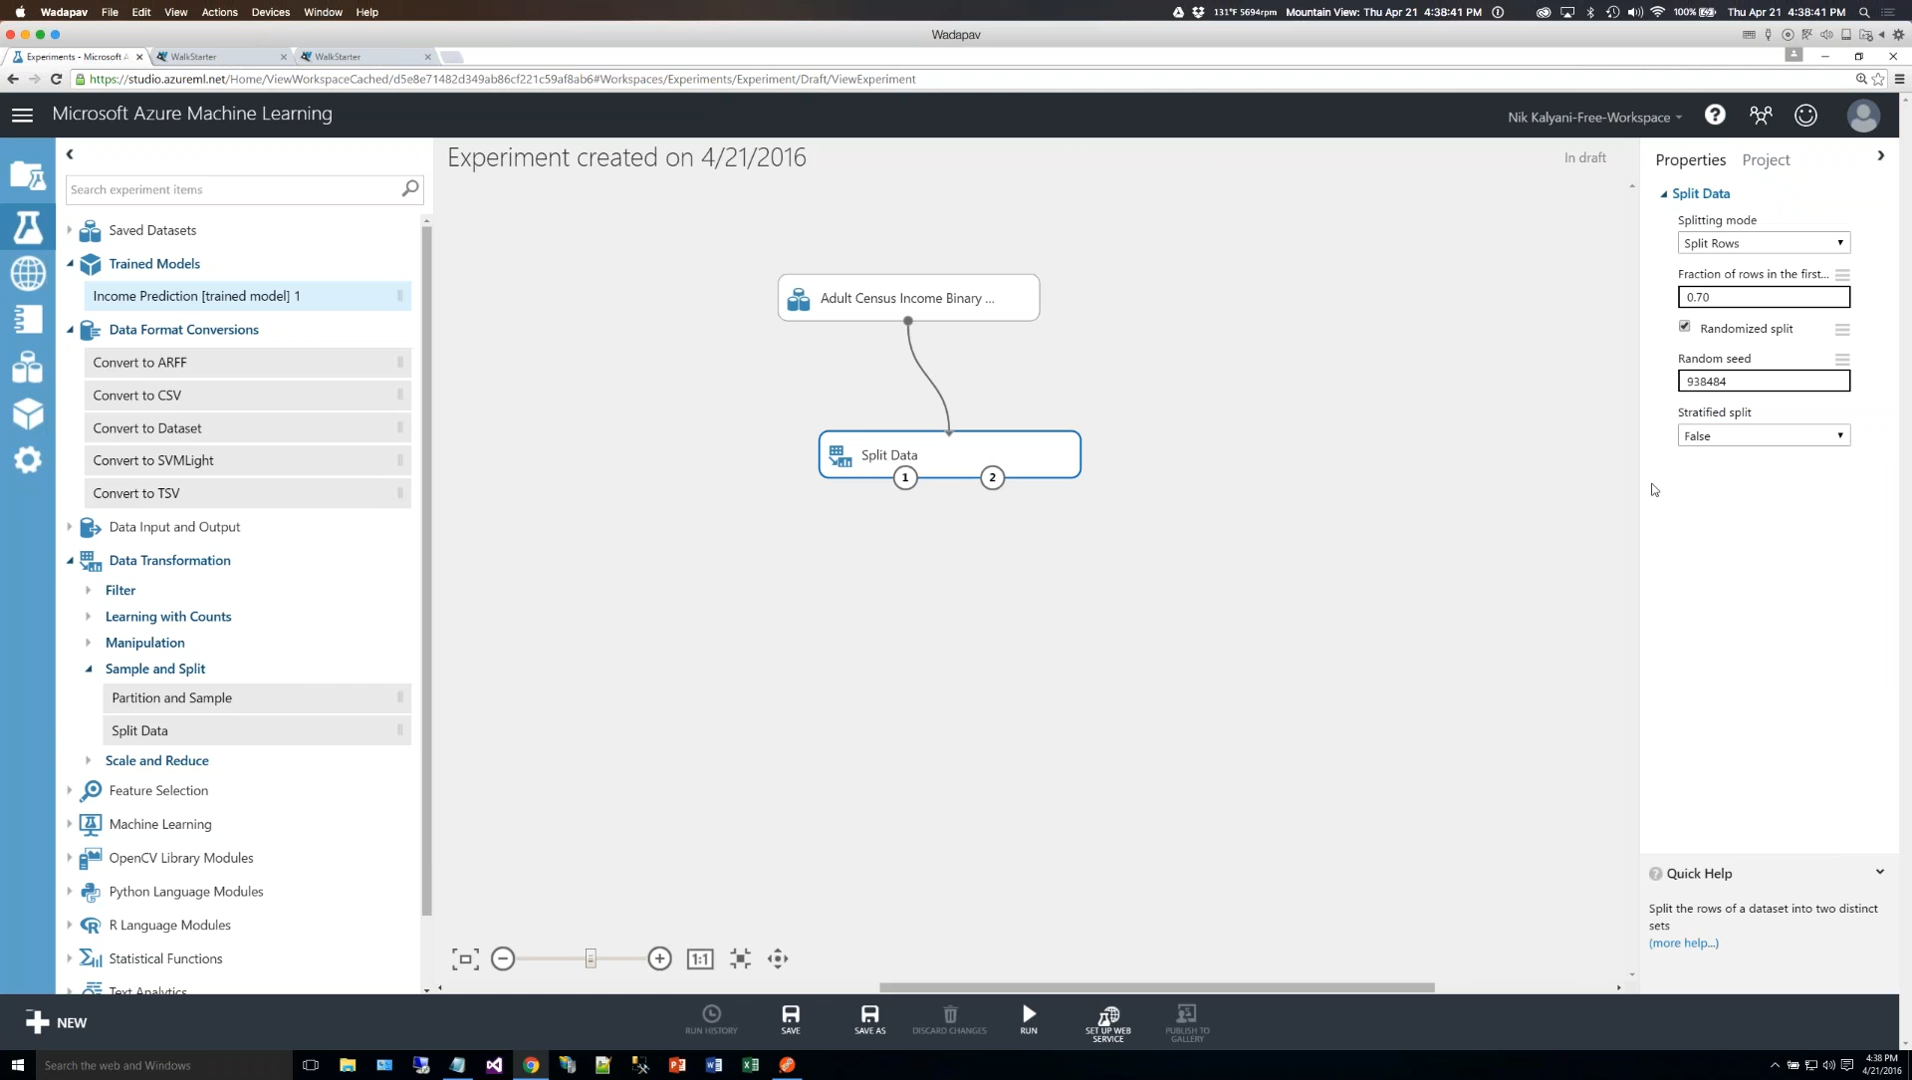 Wadapav File Edit View Actions Devices Window Help
131°F 5694rpm Mountain View: Thu Apr 21 4:38:41 PM 100% Thu Apr 21 4:38:41 PM
Wadapav
Experiments - Microsoft A
WalkStarter
WalkStarter
https://studio.azureml.net/Home/ViewWorkspaceCached/d5e8e71482d349ab86cf221c59af8ab6#Workspaces/Experiments/Experiment/Draft/ViewExperiment
Microsoft Azure Machine Learning
Nik Kalyani-Free-Workspace
Search experiment items
Saved Datasets
Trained Models
Income Prediction [trained model] 1
Data Format Conversions
Convert to ARFF
Convert to CSV
Convert to Dataset
Convert to SVMLight
Convert to TSV
Data Input and Output
Data Transformation
Filter
Learning with Counts
Manipulation
Sample and Split
Partition and Sample
Split Data
Scale and Reduce
Feature Selection
Machine Learning
OpenCV Library Modules
Python Language Modules
R Language Modules
Statistical Functions
Text Analytics
Experiment created on 4/21/2016
In draft
Adult Census Income Binary ...
Split Data
1 2
1:1
Properties Project
Split Data
Splitting mode
Split Rows
Fraction of rows in the first...
0.70
Randomized split
Random seed
938484
Stratified split
False
Quick Help
Split the rows of a dataset into two distinct
sets
(more help...)
NEW
RUN HISTORY
SAVE
SAVE AS
DISCARD CHANGES
RUN
SET UP WEB
SERVICE
PUBLISH TO
GALLERY
Search the web and Windows
4:38 PM
4/21/2016